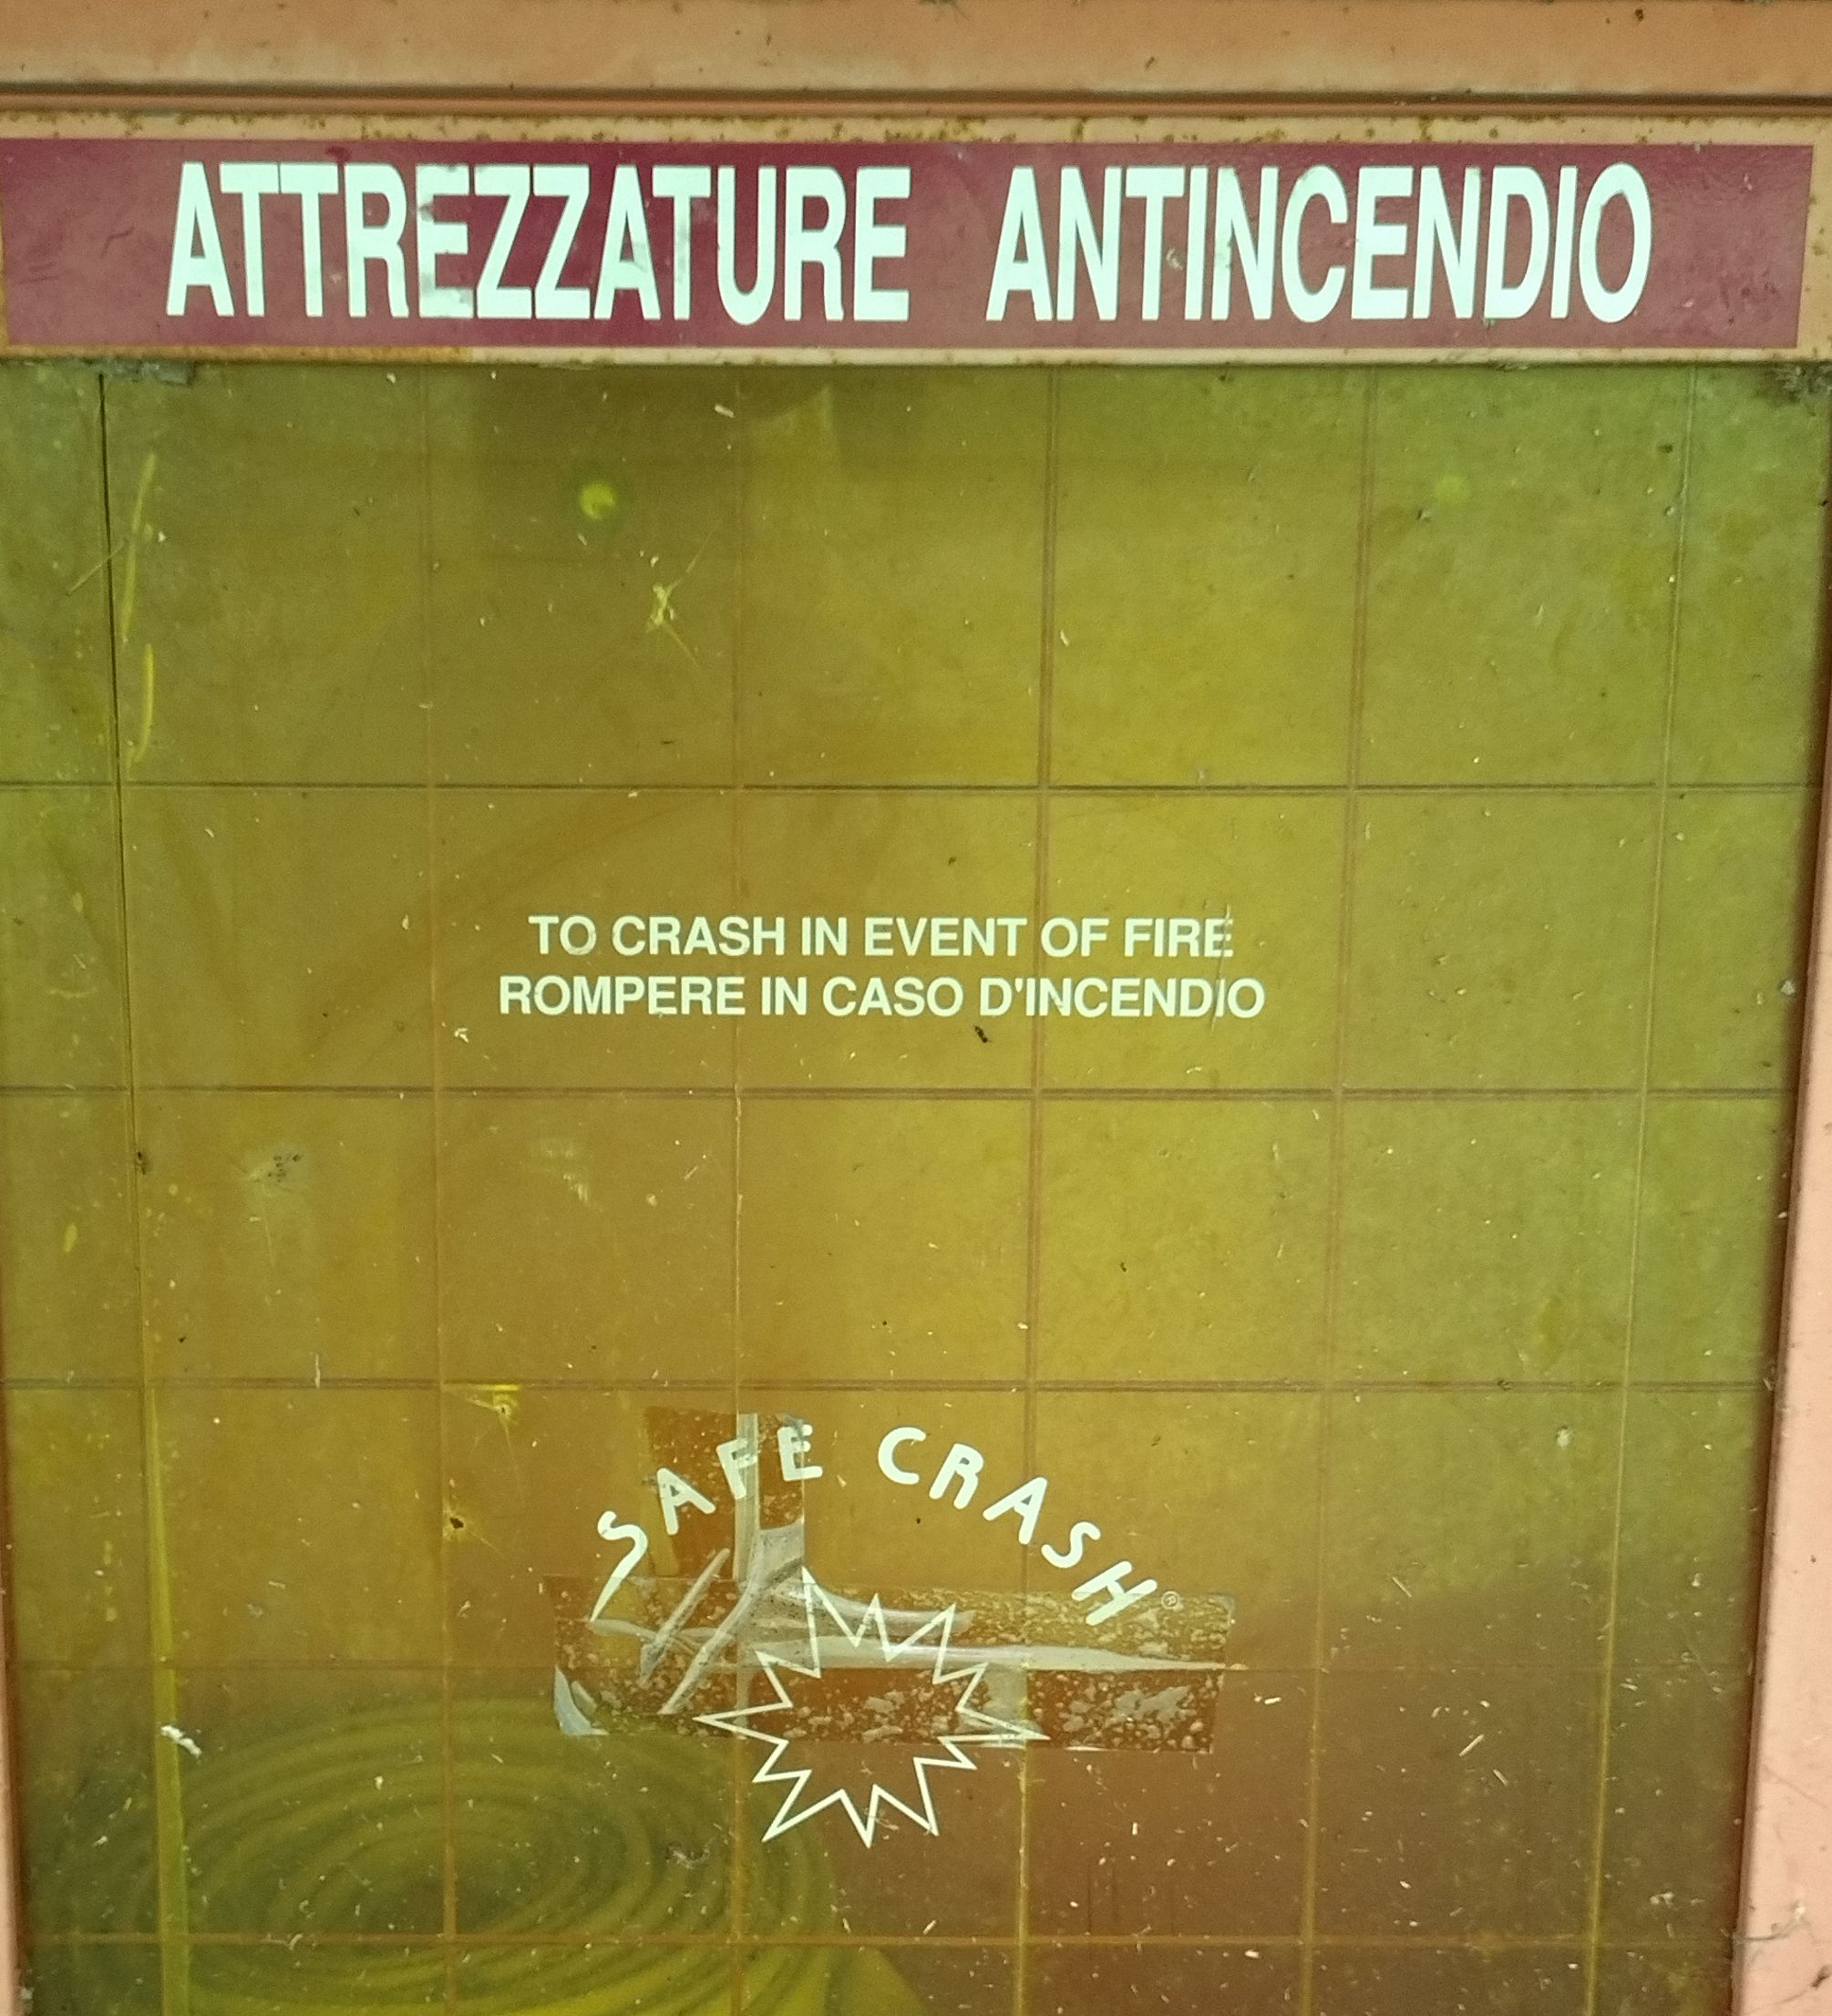 ATTREZZATURE ANTINCENDIO
TO CRASH IN EVENT OF FIRE
ROMPERE IN CASO D'INCENDIO
SAFE CRASH®